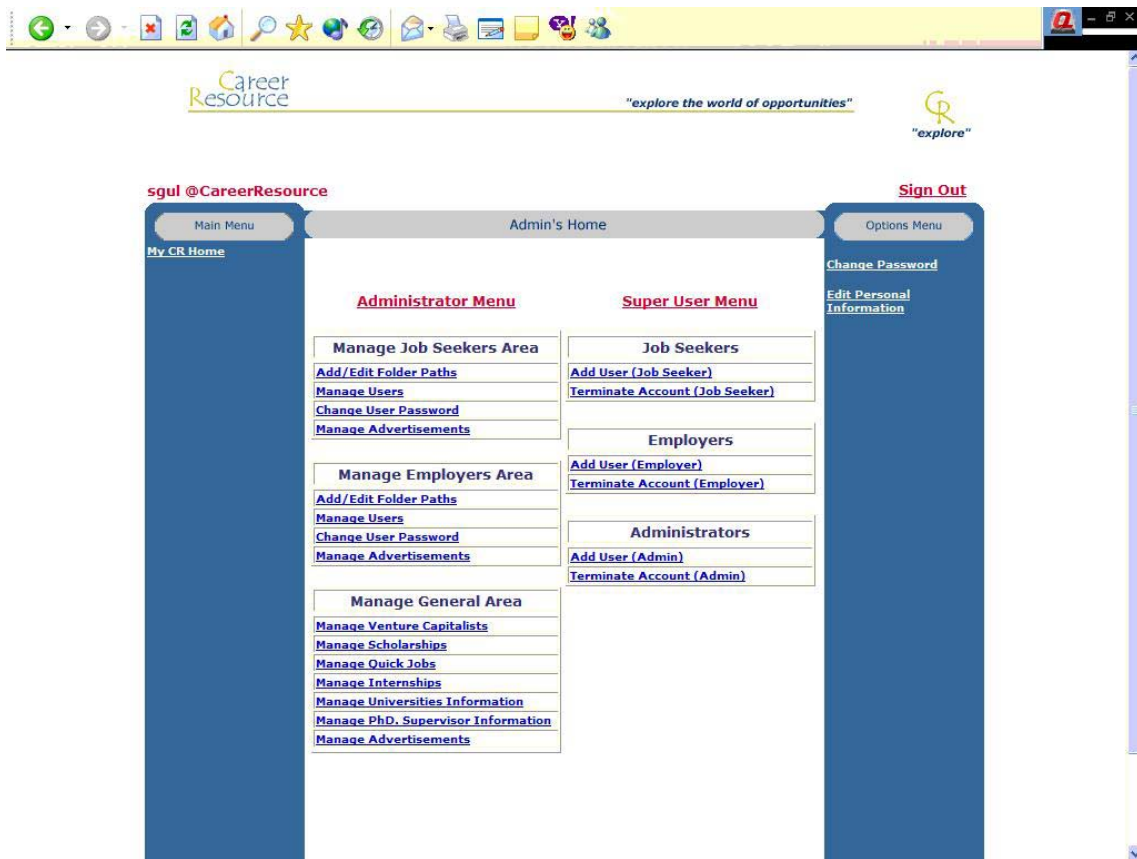 Career
Resource
"explore the world of opportunities"
CR
"explore"
sgul @CareerResource
Sign Out
Main Menu
Admin's Home
Options Menu
My CR Home
Change Password
Edit Personal
Information
Administrator Menu
Manage Job Seekers Area
Add/Edit Folder Paths
Manage Users
Change User Password
Manage Advertisements
Manage Employers Area
Add/Edit Folder Paths
Manage Users
Change User Password
Manage Advertisements
Manage General Area
Manage Venture Capitalists
Manage Scholarships
Manage Quick Jobs
Manage Internships
Manage Universities Information
Manage PhD. Supervisor Information
Manage Advertisements
Super User Menu
Job Seekers
Add User (Job Seeker)
Terminate Account (Job Seeker)
Employers
Add User (Employer)
Terminate Account (Employer)
Administrators
Add User (Admin)
Terminate Account (Admin)